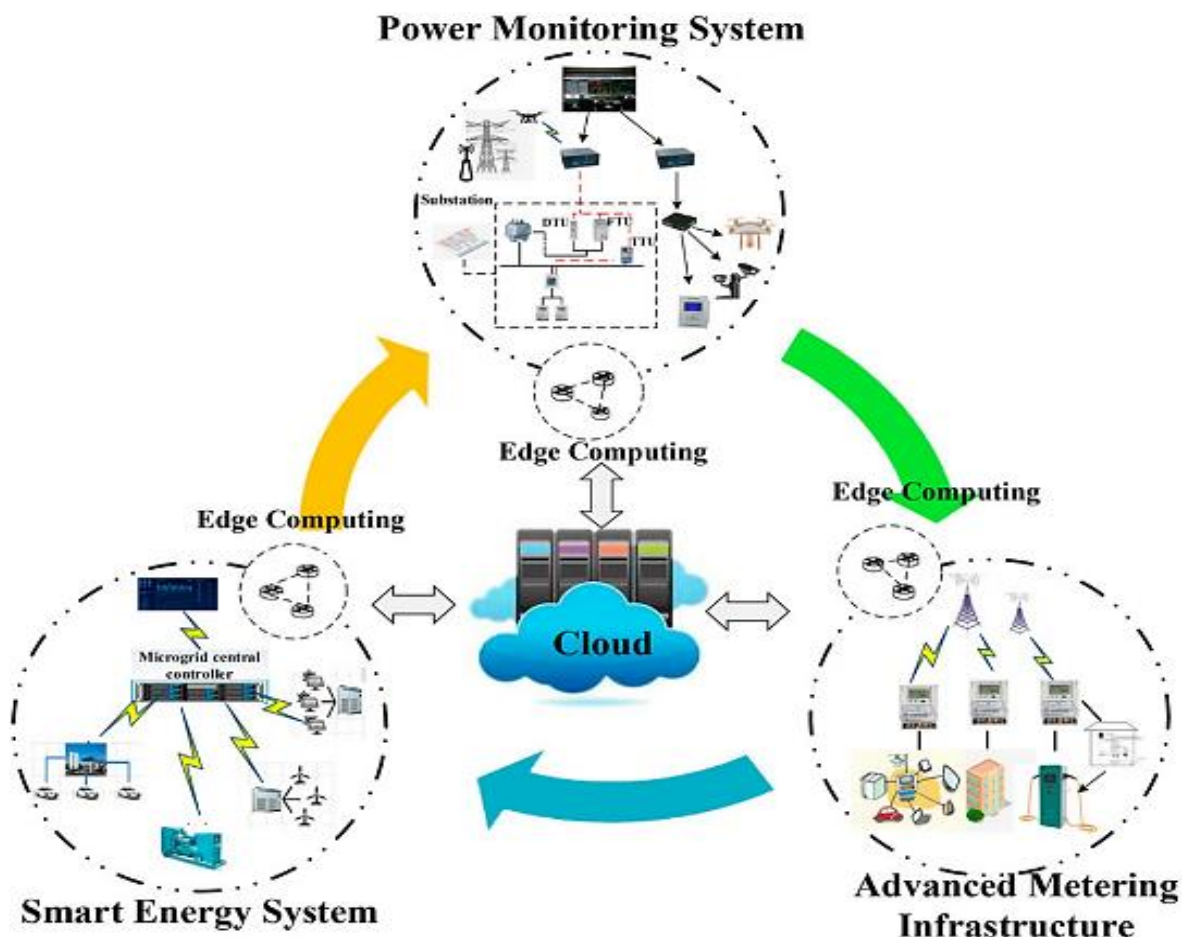 Power Monitoring System
Substation
DTU
FTU
TTU
Edge Computing
Edge Computing
Edge Computing
Cloud
Microgrid central
controller
Smart Energy System
Advanced Metering
Infrastructure